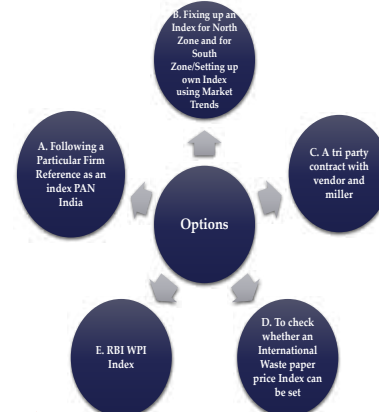 B. Fixing up an
Index for North
Zone and for
South
Zone/Setting up
own Index
using Market
Trends
A. Following a
Particular Firm
Reference as an
index PAN
India
C. A tri party
contract with
vendor and
miller
Options
E. RBI WPI
Index
D. To check
whether an
International
Waste paper
price Index can
be set